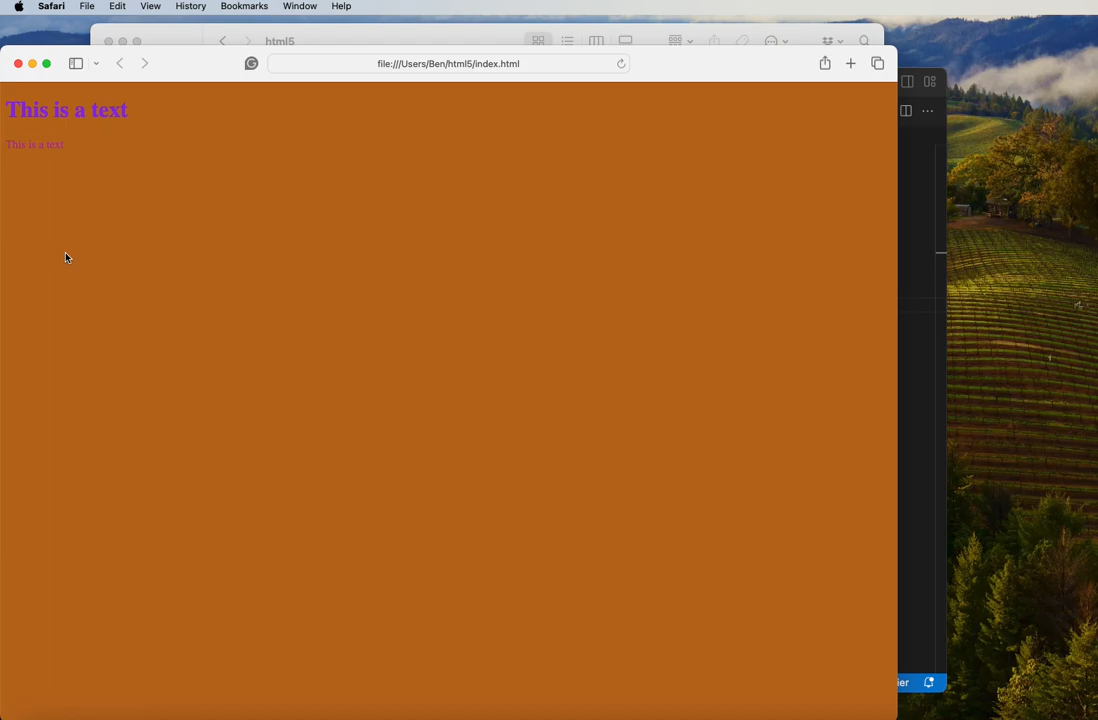 Safari File Edit View History Bookmarks Window Help
html5
file:///Users/Ben/html5/index.html
This is a text
This is a text
ier